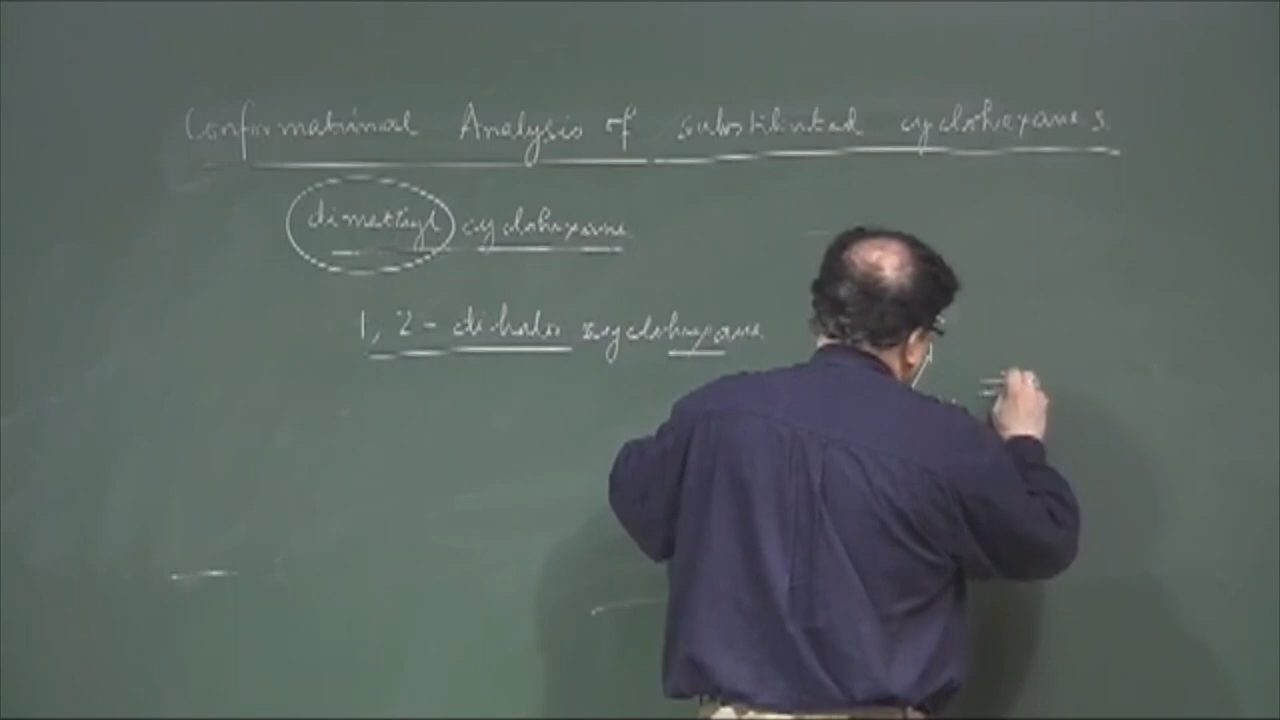 Conformational Analysis of substituted cyclohexanes
dimethyl cyclohexane
1, 2 - dihalo cyclohexane